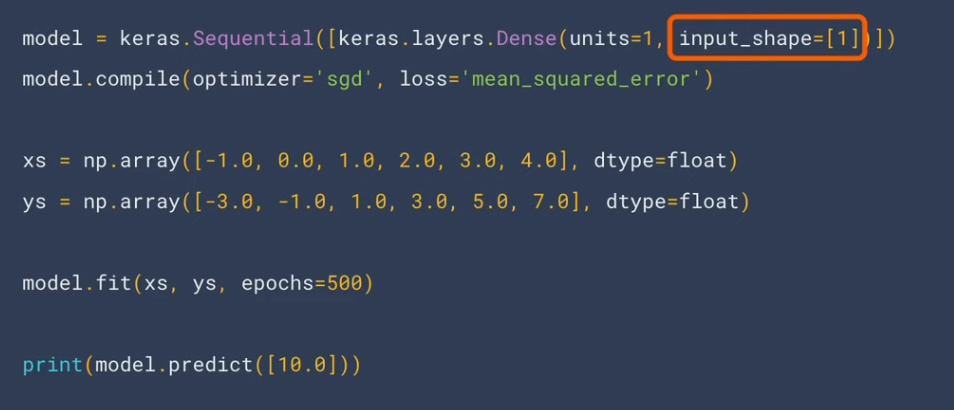 model = keras.Sequential([keras.layers.Dense(units=1, input_shape=[1])])
model.compile(optimizer='sgd', loss='mean_squared_error')
xs = np.array([-1.0, 0.0, 1.0, 2.0, 3.0, 4.0], dtype=float)
ys = np.array([-3.0, -1.0, 1.0, 3.0, 5.0, 7.0], dtype=float)
model.fit(xs, ys, epochs=500)
print(model.predict([10.0]))